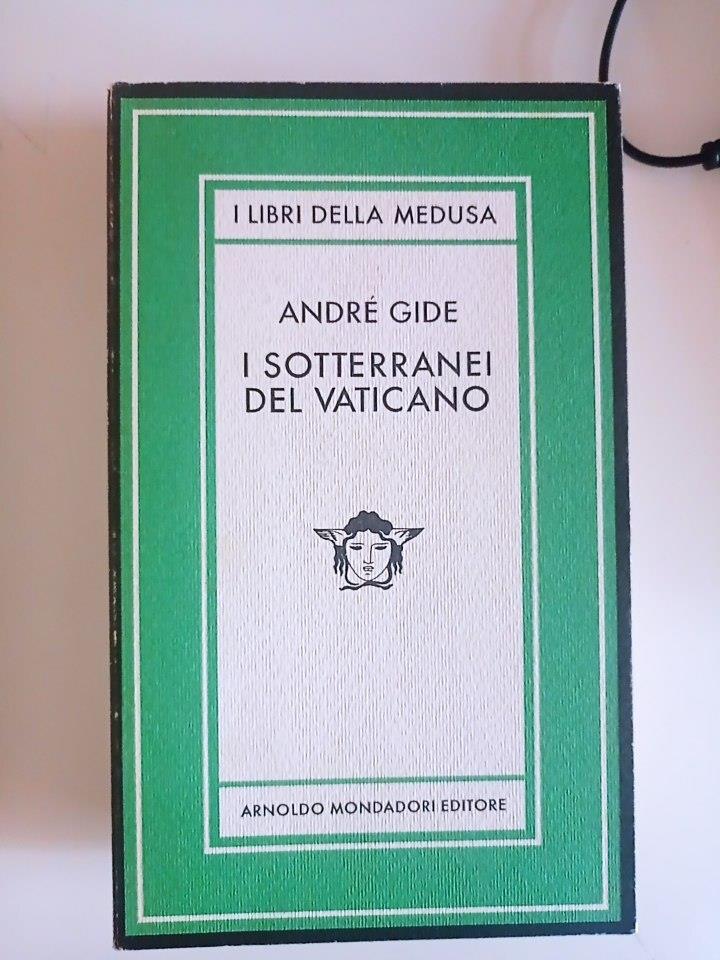 I LIBRI DELLA MEDUSA
ANDRÉ GIDE
I SOTTERRANEI
DEL VATICANO
ARNOLDO MONDADORI EDITORE